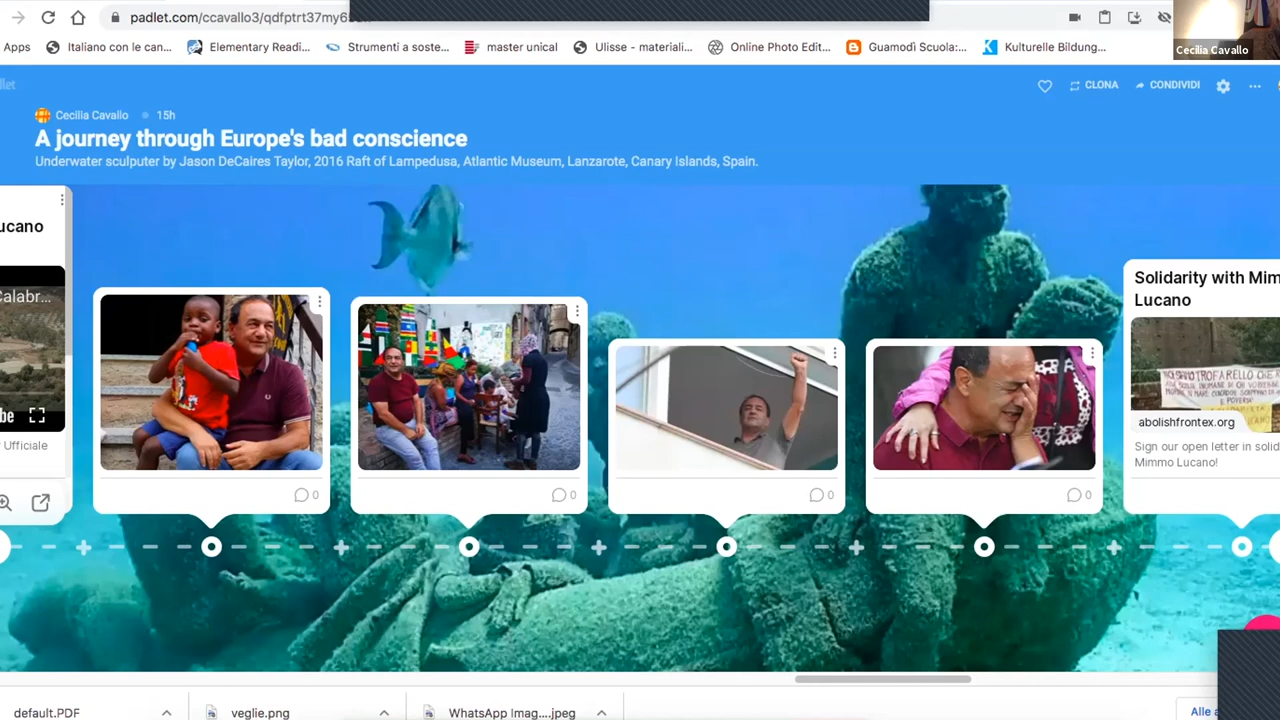 padlet.com/ccavallo3/qdfptrt37my6
Apps
Italiano con le can...
Elementary Readi...
Strumenti a soste...
master unical
Ulisse - materiali...
Online Photo Edit...
Guamodì Scuola:...
Kulturelle Bildung...
Cecilia Cavallo
CLONA
CONDIVIDI
Cecilia Cavallo 15h
A journey through Europe's bad conscience
Underwater sculputer by Jason DeCaires Taylor, 2016 Raft of Lampedusa, Atlantic Museum, Lanzarote, Canary Islands, Spain.
ucano
Calabr...
be
Ufficiale
0
0
0
0
Solidarity with Mim
Lucano
abolishfrontex.org
Sign our open letter in solid
Mimmo Lucano!
default.PDF
veglie.png
WhatsApp Imag....jpeg
Alle